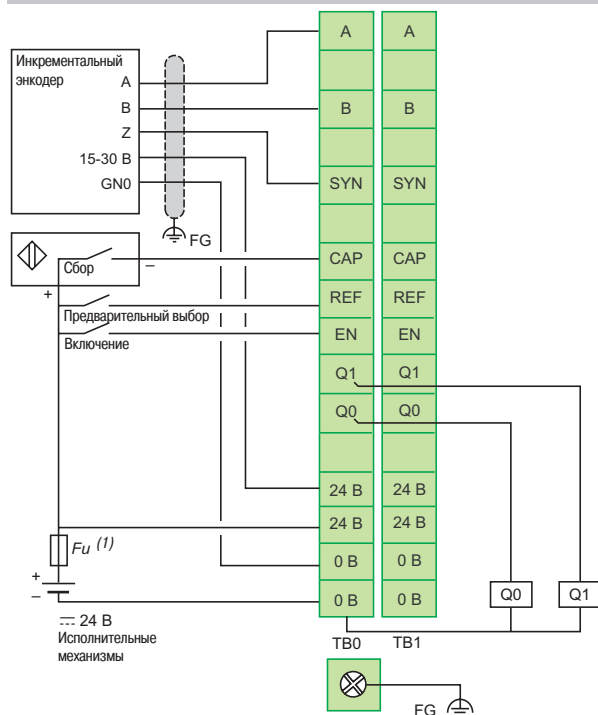 Инкрементальный
энкодер
A
B
Z
15-30 В
GN0
FG
Сбор
–
+
Предварительный выбор
Включение
Fu (1)
+
–
24 В
Исполнительные
механизмы
A A
B B
SYN SYN
CAP CAP
REF REF
EN EN
Q1 Q1
Q0 Q0
24 В 24 В
24 В 24 В
0 В 0 В
0 В 0 В
TB0 TB1
Q0 Q1
FG